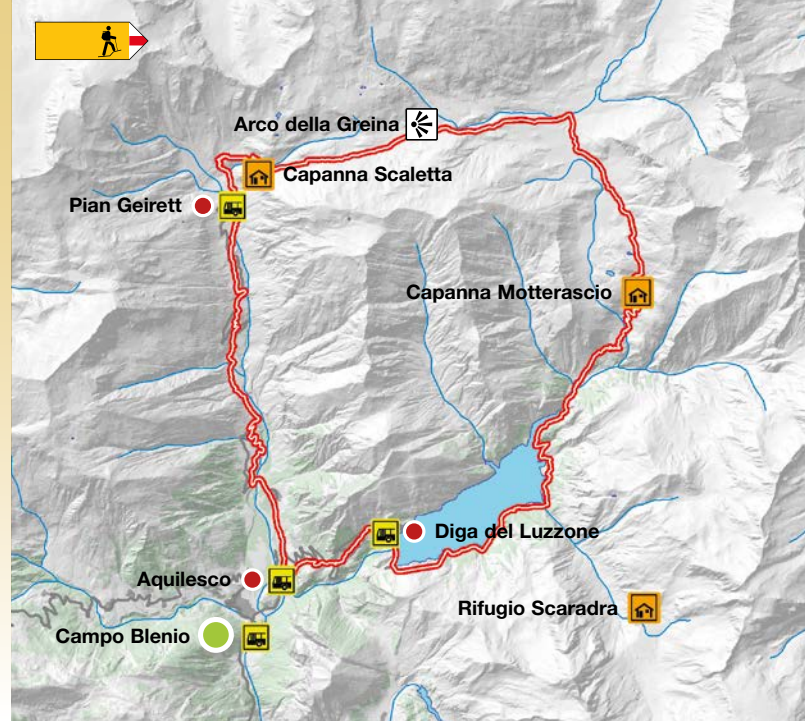 Arco della Greina
Capanna Scaletta
Pian Geirett
Capanna Motterascio
Diga del Luzzone
Aquilesco
Rifugio Scaradra
Campo Blenio